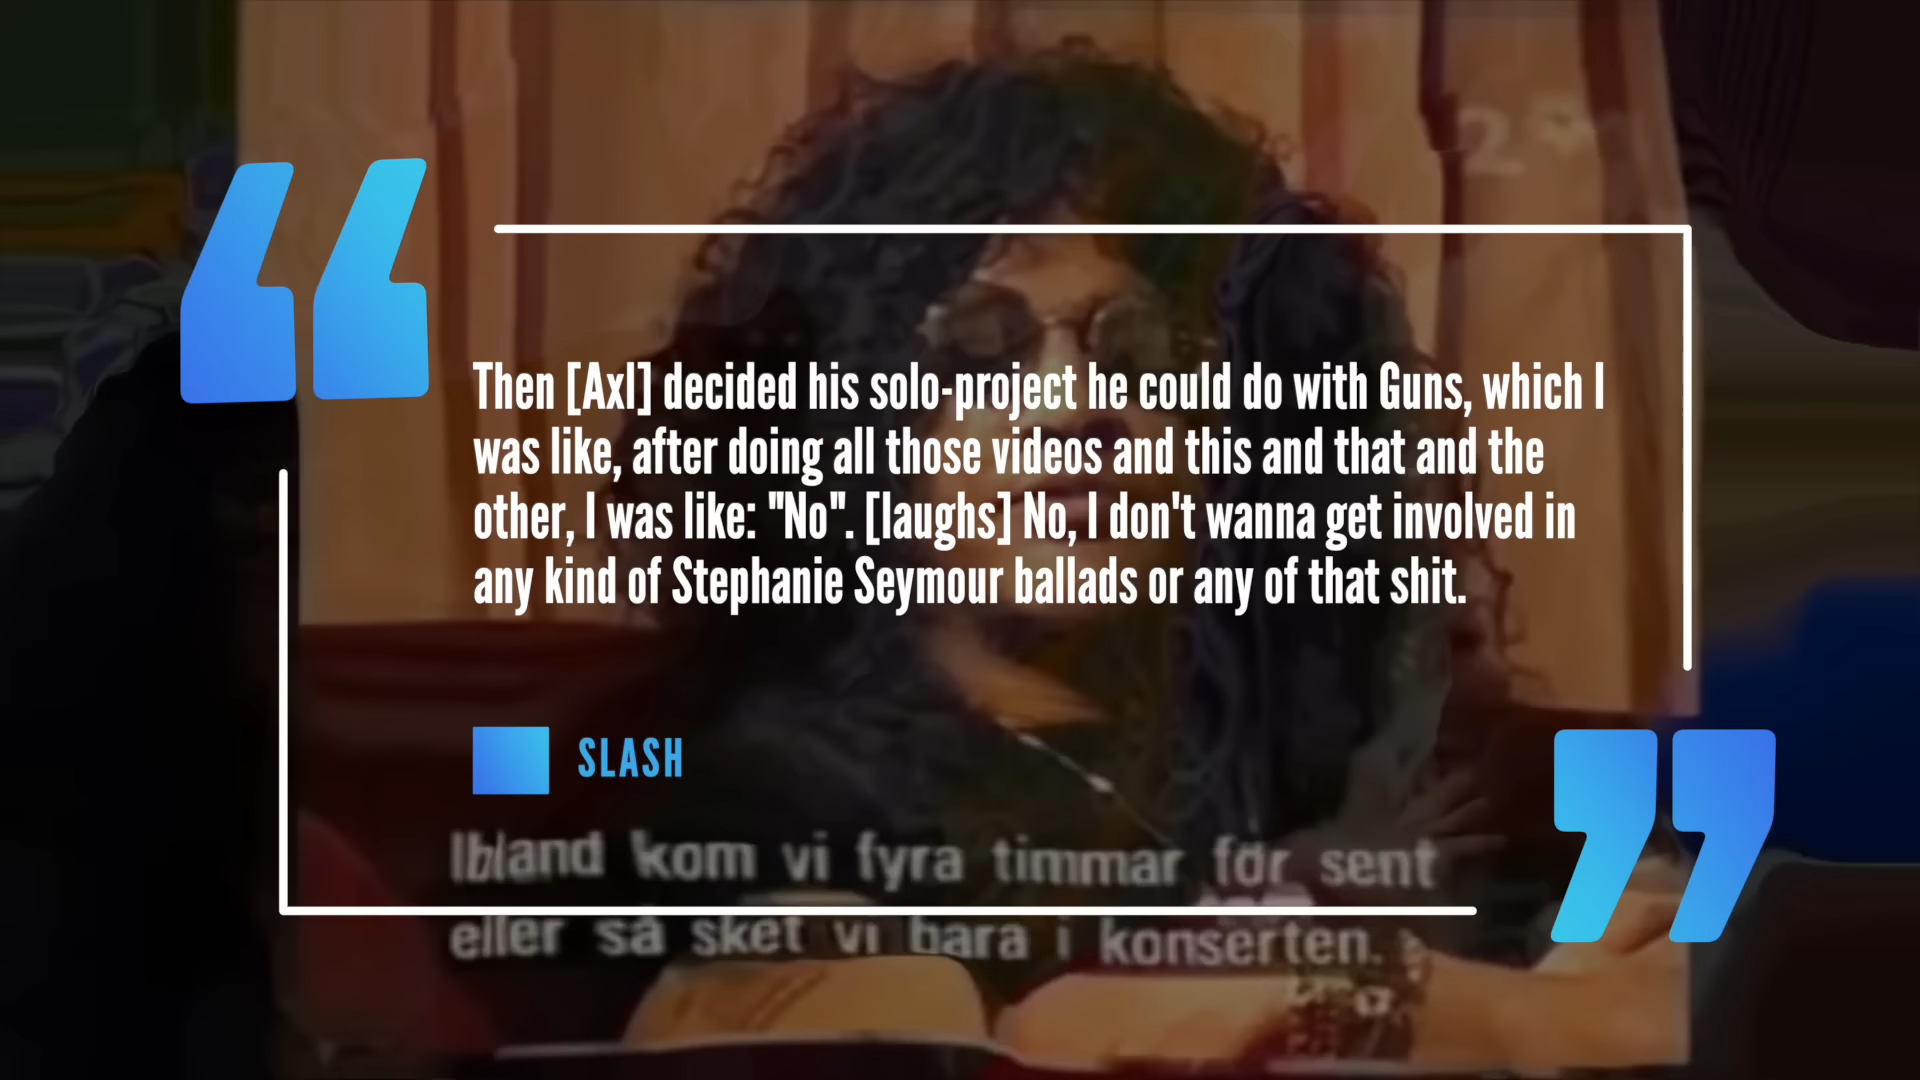 2
Then [Axl] decided his solo-project he could do with Guns, which I
was like, after doing all those videos and this and that and the
other, I was like: "No". [laughs] No, I don't wanna get involved in
any kind of Stephanie Seymour ballads or any of that shit.
SLASH
Ibland kom vi fyra timmar för sent
eller så sket vi bara i konserten.